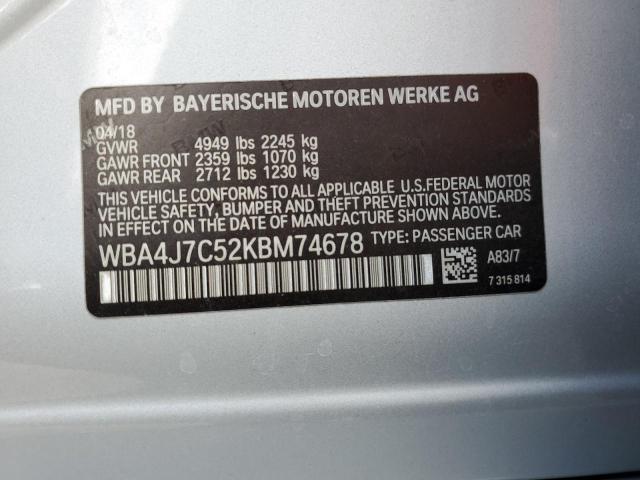 MFD BY BAYERISCHE MOTOREN WERKE AG
04/18
GVWR 4949 lbs 2245 kg
GAWR FRONT 2359 lbs 1070 kg
GAWR REAR 2712 lbs 1230 kg
THIS VEHICLE CONFORMS TO ALL APPLICABLE U.S.FEDERAL MOTOR
VEHICLE SAFETY, BUMPER AND THEFT PREVENTION STANDARDS
IN EFFECT ON THE DATE OF MANUFACTURE SHOWN ABOVE.
WBA4J7C52KBM74678 TYPE: PASSENGER CAR
A83/7
7 315 814